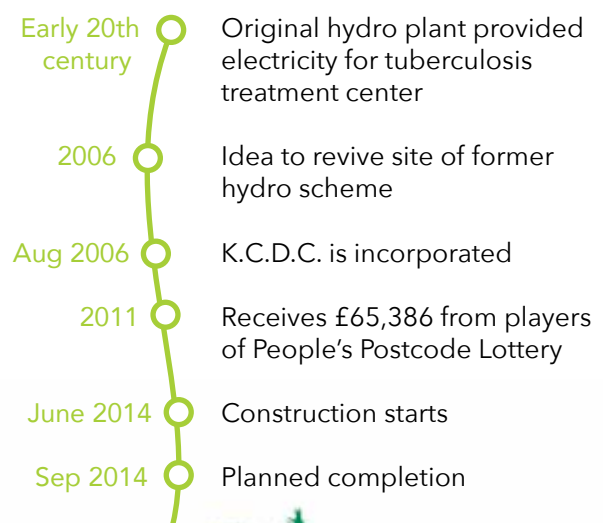 Early 20th
century
Original hydro plant provided
electricity for tuberculosis
treatment center
2006
Idea to revive site of former
hydro scheme
Aug 2006
K.C.D.C. is incorporated
2011
Receives £65,386 from players
of People's Postcode Lottery
June 2014
Construction starts
Sep 2014
Planned completion